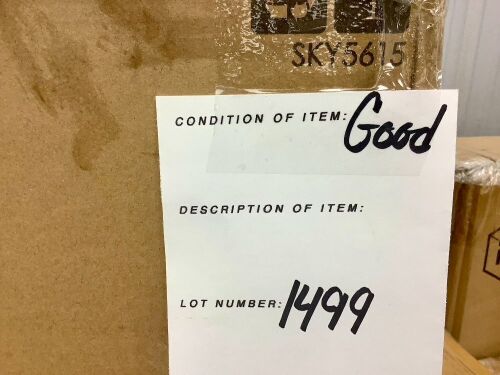 SKY5615
CONDITION OF ITEM: Good
DESCRIPTION OF ITEM:
LOT NUMBER: 1499